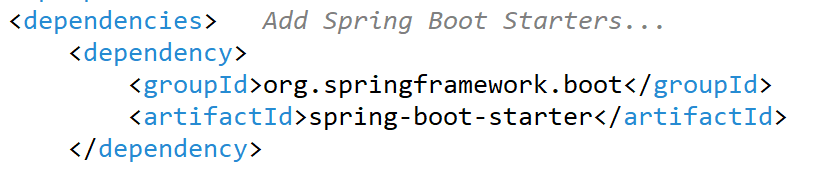 <dependencies> Add Spring Boot Starters...
<dependency>
<groupId>org.springframework.boot</groupId>
<artifactId>spring-boot-starter</artifactId>
</dependency>